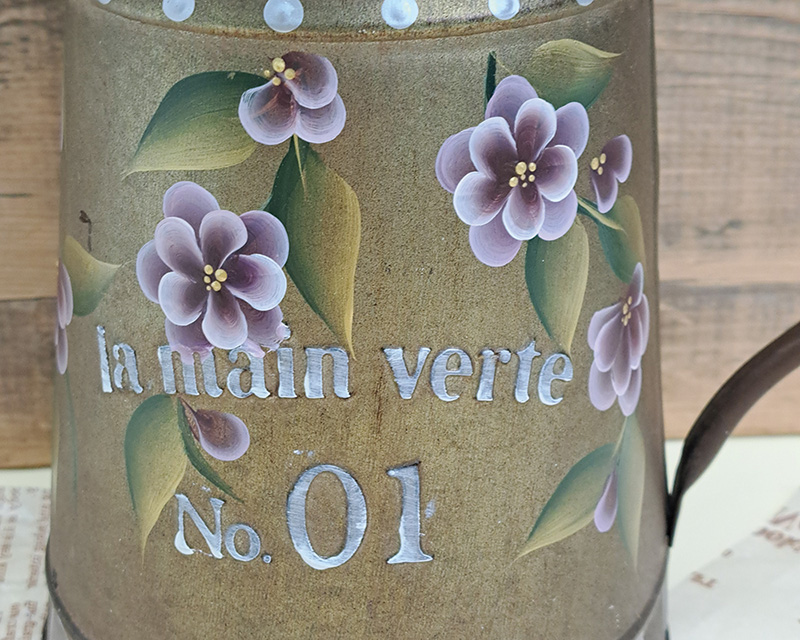 la main verte
No. 01